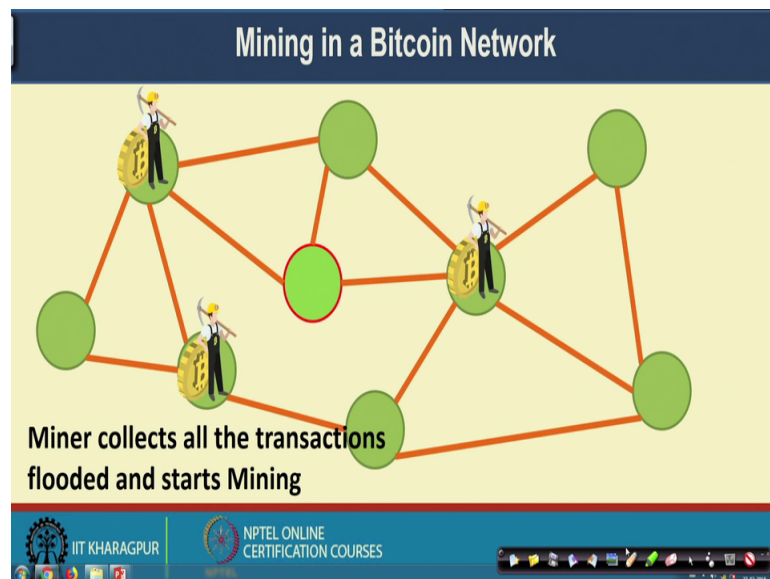 Mining in a Bitcoin Network
Miner collects all the transactions
flooded and starts Mining
IIT KHARAGPUR
NPTEL ONLINE
CERTIFICATION COURSES